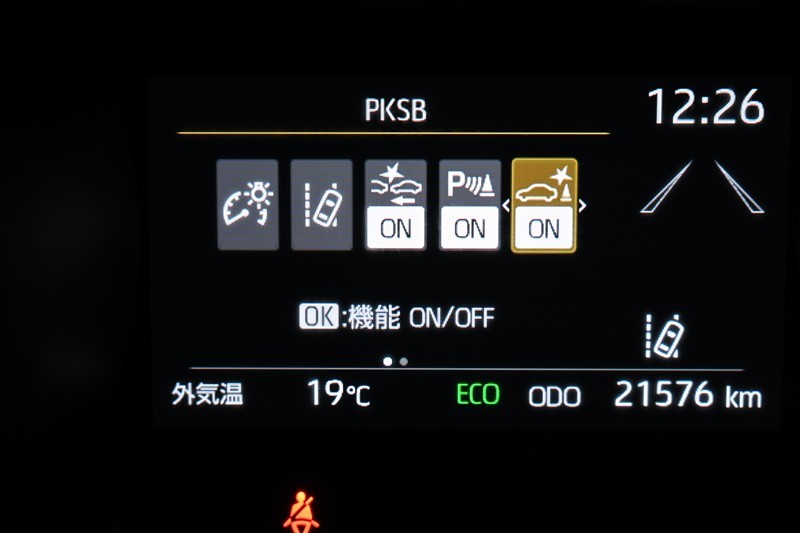 PKSB
12:26
P
ON ON ON
OK:機能 ON/OFF
外気温 19℃ ECO ODO 21576 km